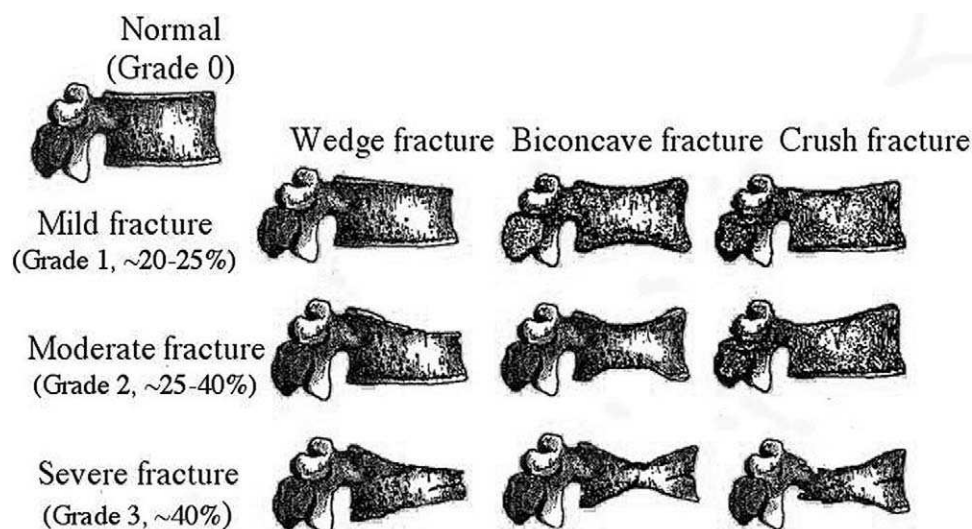 Normal
(Grade 0)
Wedge fracture Biconcave fracture Crush fracture
Mild fracture
(Grade 1, ~20-25%)
Moderate fracture
(Grade 2, ~25-40%)
Severe fracture
(Grade 3, ~40%)